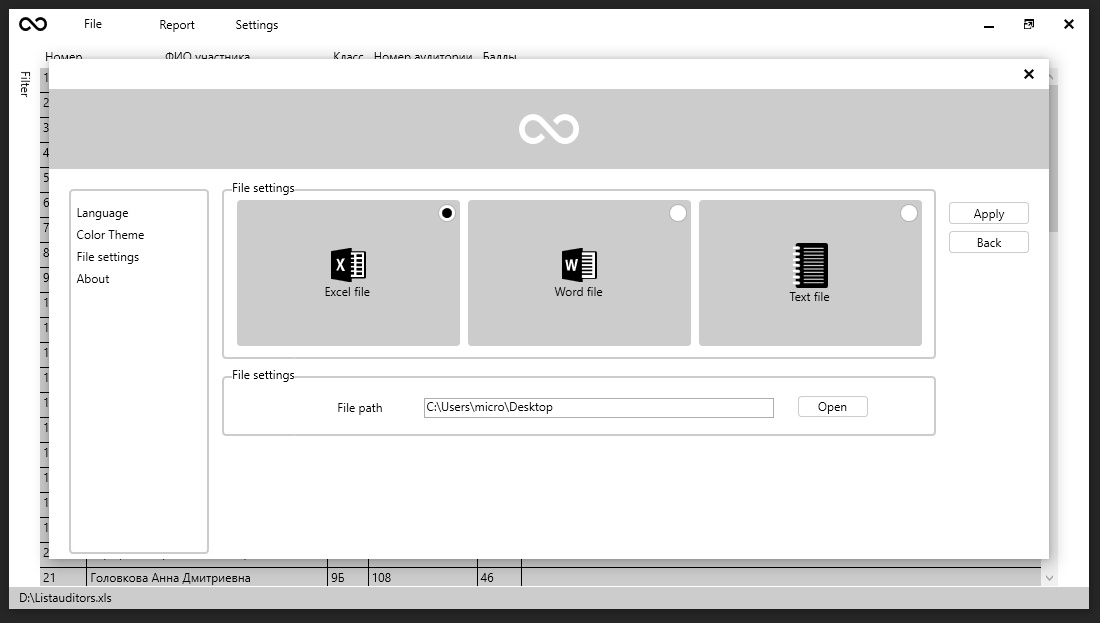 File Report Settings
Номер ФИО участника Класс Номер аудитории Баллы
Filter
1
2
3
4
5
6
7
8
9
1
1
1
1
1
1
1
1
1
1
2
File settings
Language
Color Theme
File settings
About
Excel file
Word file
Text file
Apply
Back
File settings
File path C:\Users\micro\Desktop Open
21 Головкова Анна Дмитриевна 9Б 108 46
D:\Listauditors.xls